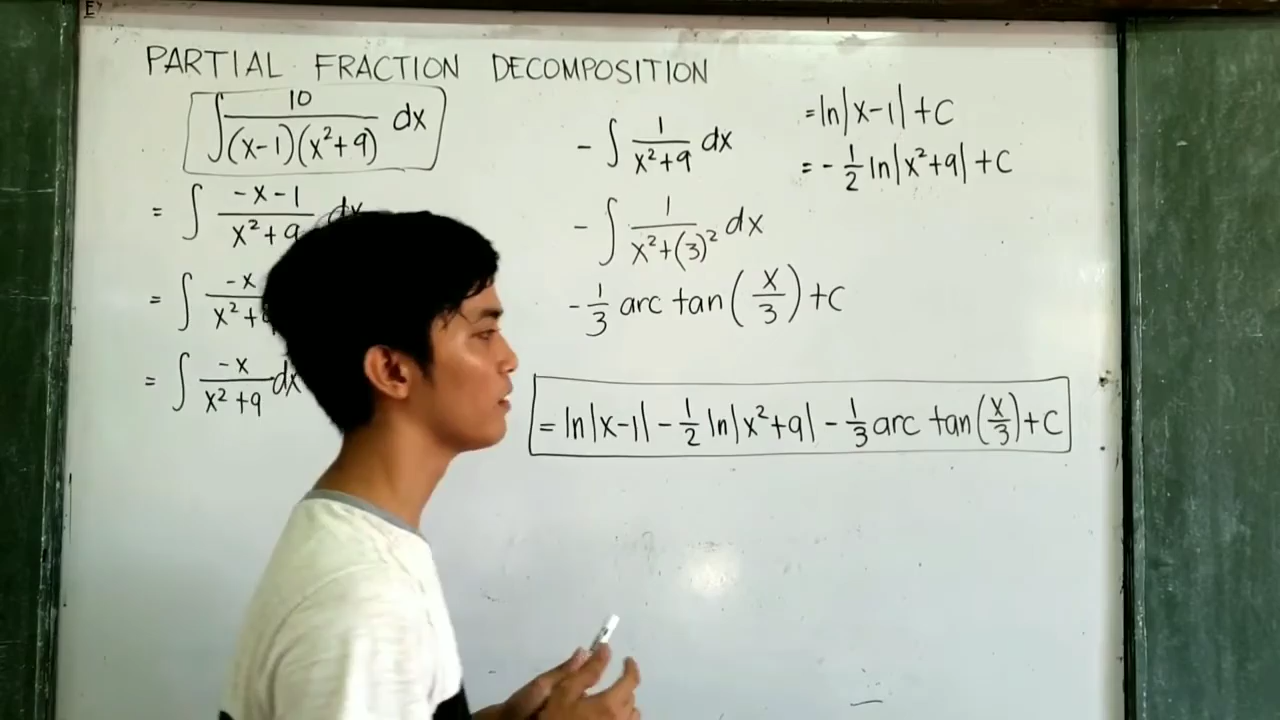 PARTIAL FRACTION DECOMPOSITION
∫ 10/((x-1)(x²+9)) dx
= ∫ (-x-1)/(x²+9) dx
= ∫ -x/(x²+
= ∫ -x/(x²+9) dx
- ∫ 1/(x²+9) dx
- ∫ 1/(x²+(3)²) dx
- 1/3 arc tan(x/3) + C
= ln|x-1| + C
= - 1/2 ln|x²+9| + C
= ln|x-1| - 1/2 ln|x²+9| - 1/3 arc tan(x/3) + C